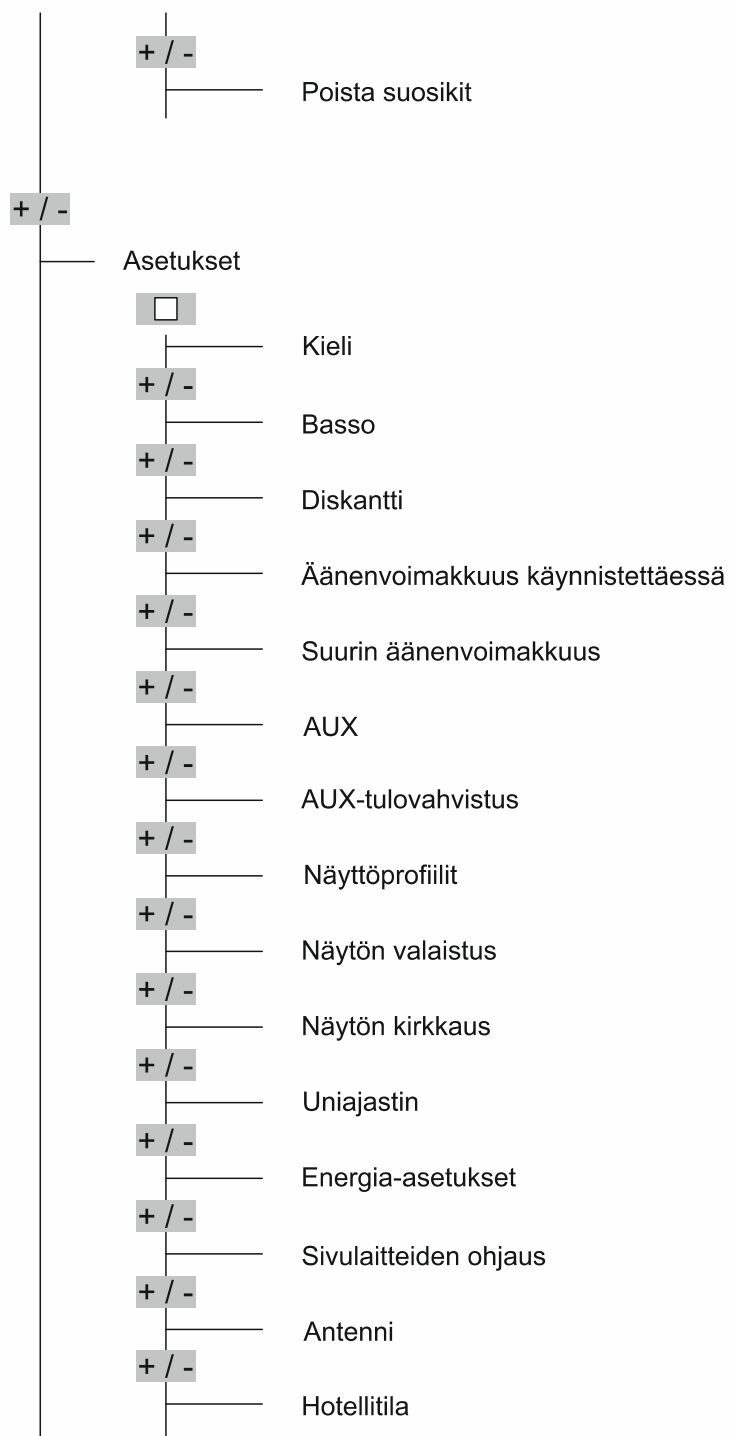 + / -
Poista suosikit
+ / -
Asetukset
Kieli
+ / -
Basso
+ / -
Diskantti
+ / -
Äänenvoimakkuus käynnistettäessä
+ / -
Suurin äänenvoimakkuus
+ / -
AUX
+ / -
AUX-tulovahvistus
+ / -
Näyttöprofiilit
+ / -
Näytön valaistus
+ / -
Näytön kirkkaus
+ / -
Uniajastin
+ / -
Energia-asetukset
+ / -
Sivulaitteiden ohjaus
+ / -
Antenni
+ / -
Hotellitila